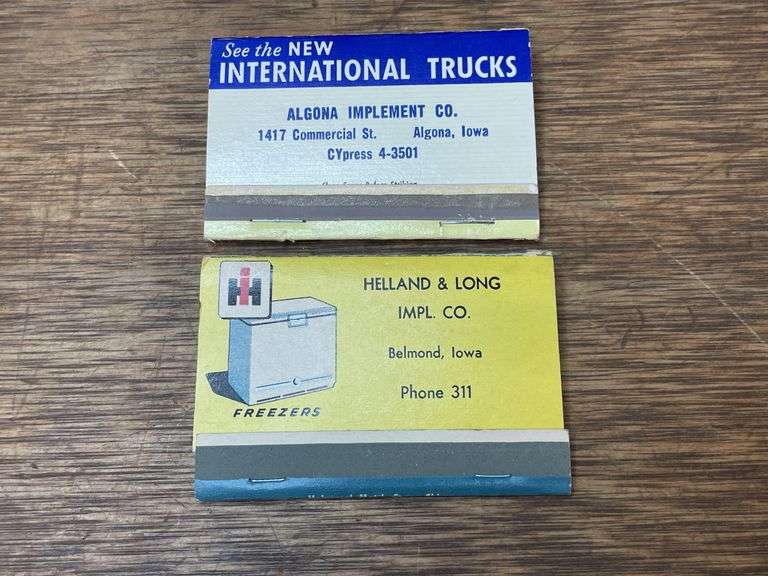 See the NEW
INTERNATIONAL TRUCKS
ALGONA IMPLEMENT CO.
1417 Commercial St. Algona, Iowa
CYpress 4-3501
IH
HELLAND & LONG
IMPL. CO.
Belmond, Iowa
Phone 311
FREEZERS